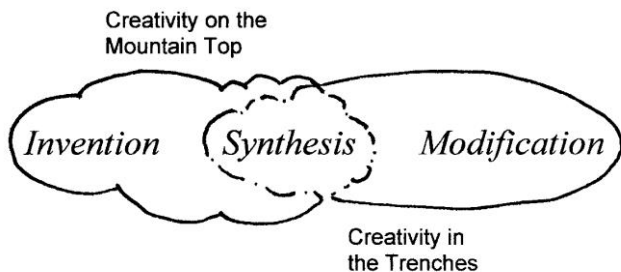 Creativity on the
Mountain Top
Invention Synthesis Modification
Creativity in
the Trenches